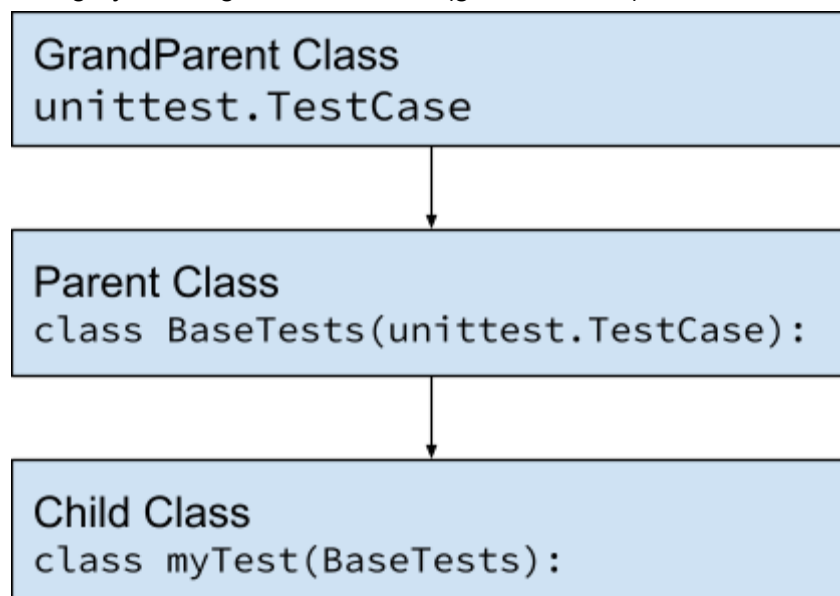 GrandParent Class
unittest.TestCase
Parent Class
class BaseTests(unittest.TestCase):
Child Class
class myTest(BaseTests):